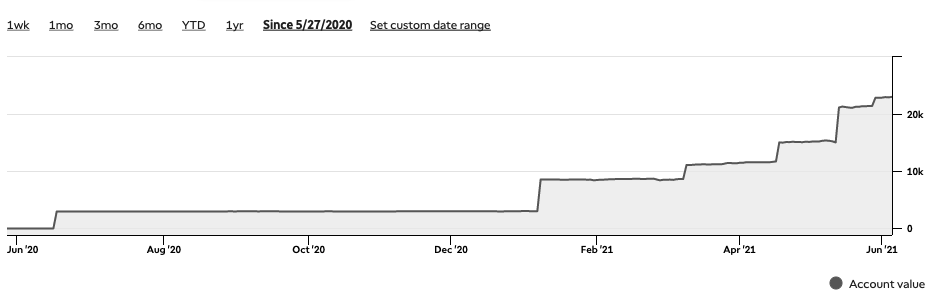 1wk 1mo 3mo 6mo YTD 1yr Since 5/27/2020 Set custom date range
20k
10k
0
Jun '20 Aug '20 Oct '20 Dec '20 Feb '21 Apr '21 Jun '21
Account value